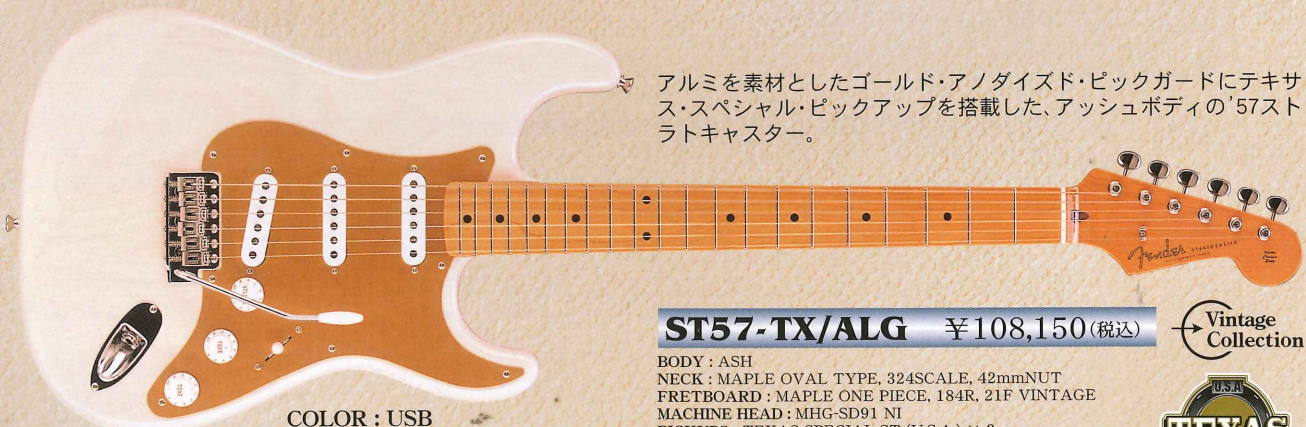 アルミを素材としたゴールド・アノダイズド・ピックガードにテキサ
ス・スペシャル・ピックアップを搭載した、アッシュボディの’57スト
ラトキャスター。
Fender STRATOCASTER
ST57-TX/ALG ￥108,150(税込)
Vintage
Collection
BODY : ASH
NECK : MAPLE OVAL TYPE, 324SCALE, 42mmNUT
FRETBOARD : MAPLE ONE PIECE, 184R, 21F VINTAGE
MACHINE HEAD : MHG-SD91 NI
COLOR : USB
U.S.A.
TEXAS
TONE
TONE